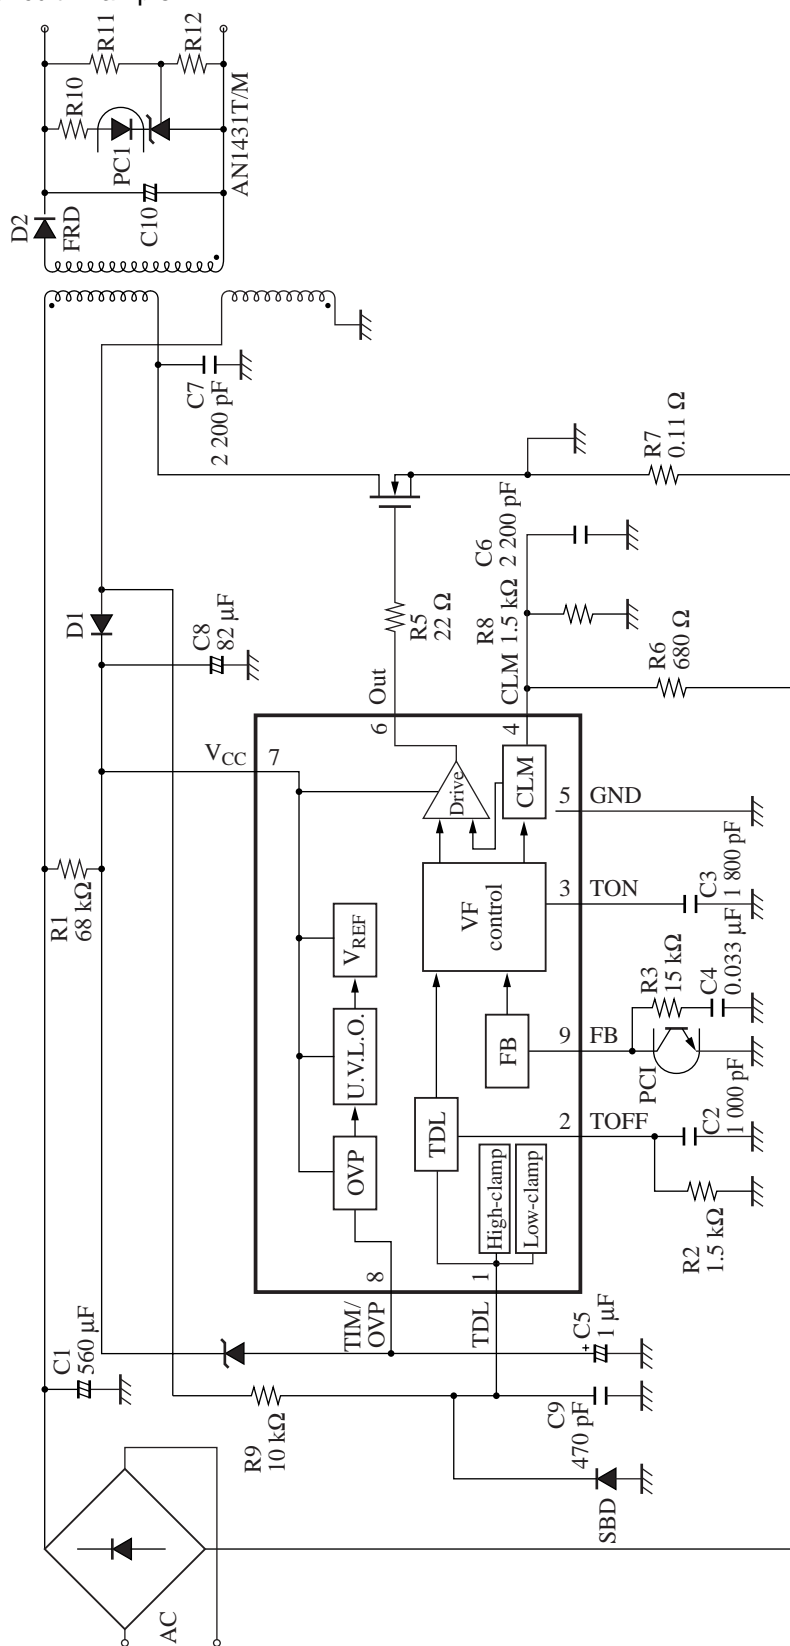 AC
C1
560 µF
R1
68 kΩ
D1
C8
82 µF
C7
2 200 pF
D2
FRD
C10
PC1
R10
R11
R12
AN1431T/M
R9
10 kΩ
SBD
C9
470 pF
C5
1 µF
+
TIM/
OVP
8
TDL
1
VCC
7
Out
6
R5
22 Ω
CLM
4
R8
1.5 kΩ
C6
2 200 pF
R6
680 Ω
R7
0.11 Ω
OVP
U.V.L.O.
VREF
TDL
High-clamp
Low-clamp
FB
VF
control
Drive
CLM
2
TOFF
9
FB
3
TON
5
GND
R2
1.5 kΩ
C2
1 000 pF
PCI
R3
15 kΩ
C4
0.033 µF
C3
1 800 pF